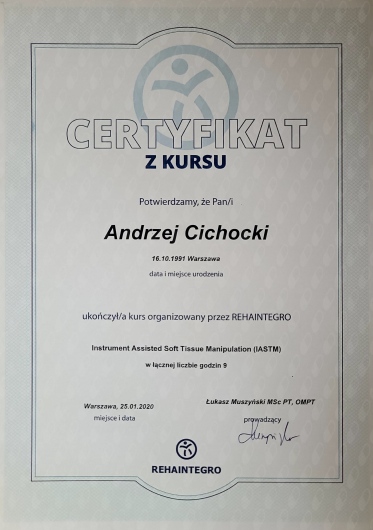 CERTYFIKAT
Z KURSU
Potwierdzamy, że Pan/i
Andrzej Cichocki
16.10.1991 Warszawa
data i miejsce urodzenia
ukończył/a kurs organizowany przez REHAINTEGRO
Instrument Assisted Soft Tissue Manipulation (IASTM)
w łącznej liczbie godzin 9
Warszawa, 25.01.2020
miejsce i data
Łukasz Muszyński MSc PT, OMPT
prowadzący
REHAINTEGRO